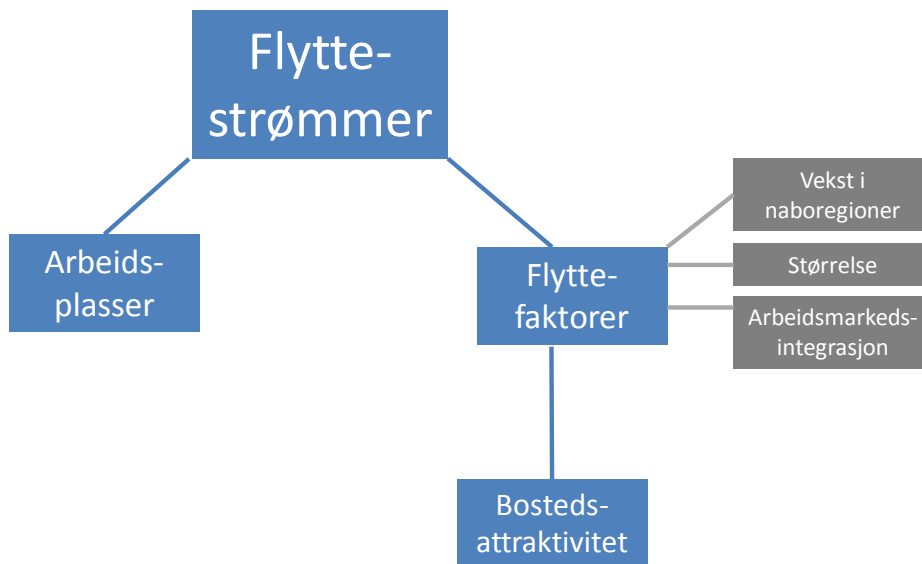 Flytte-
strømmer
Arbeids-
plasser
Flytte-
faktorer
Vekst i
naboregioner
Størrelse
Arbeidsmarkeds-
integrasjon
Bosteds-
attraktivitet